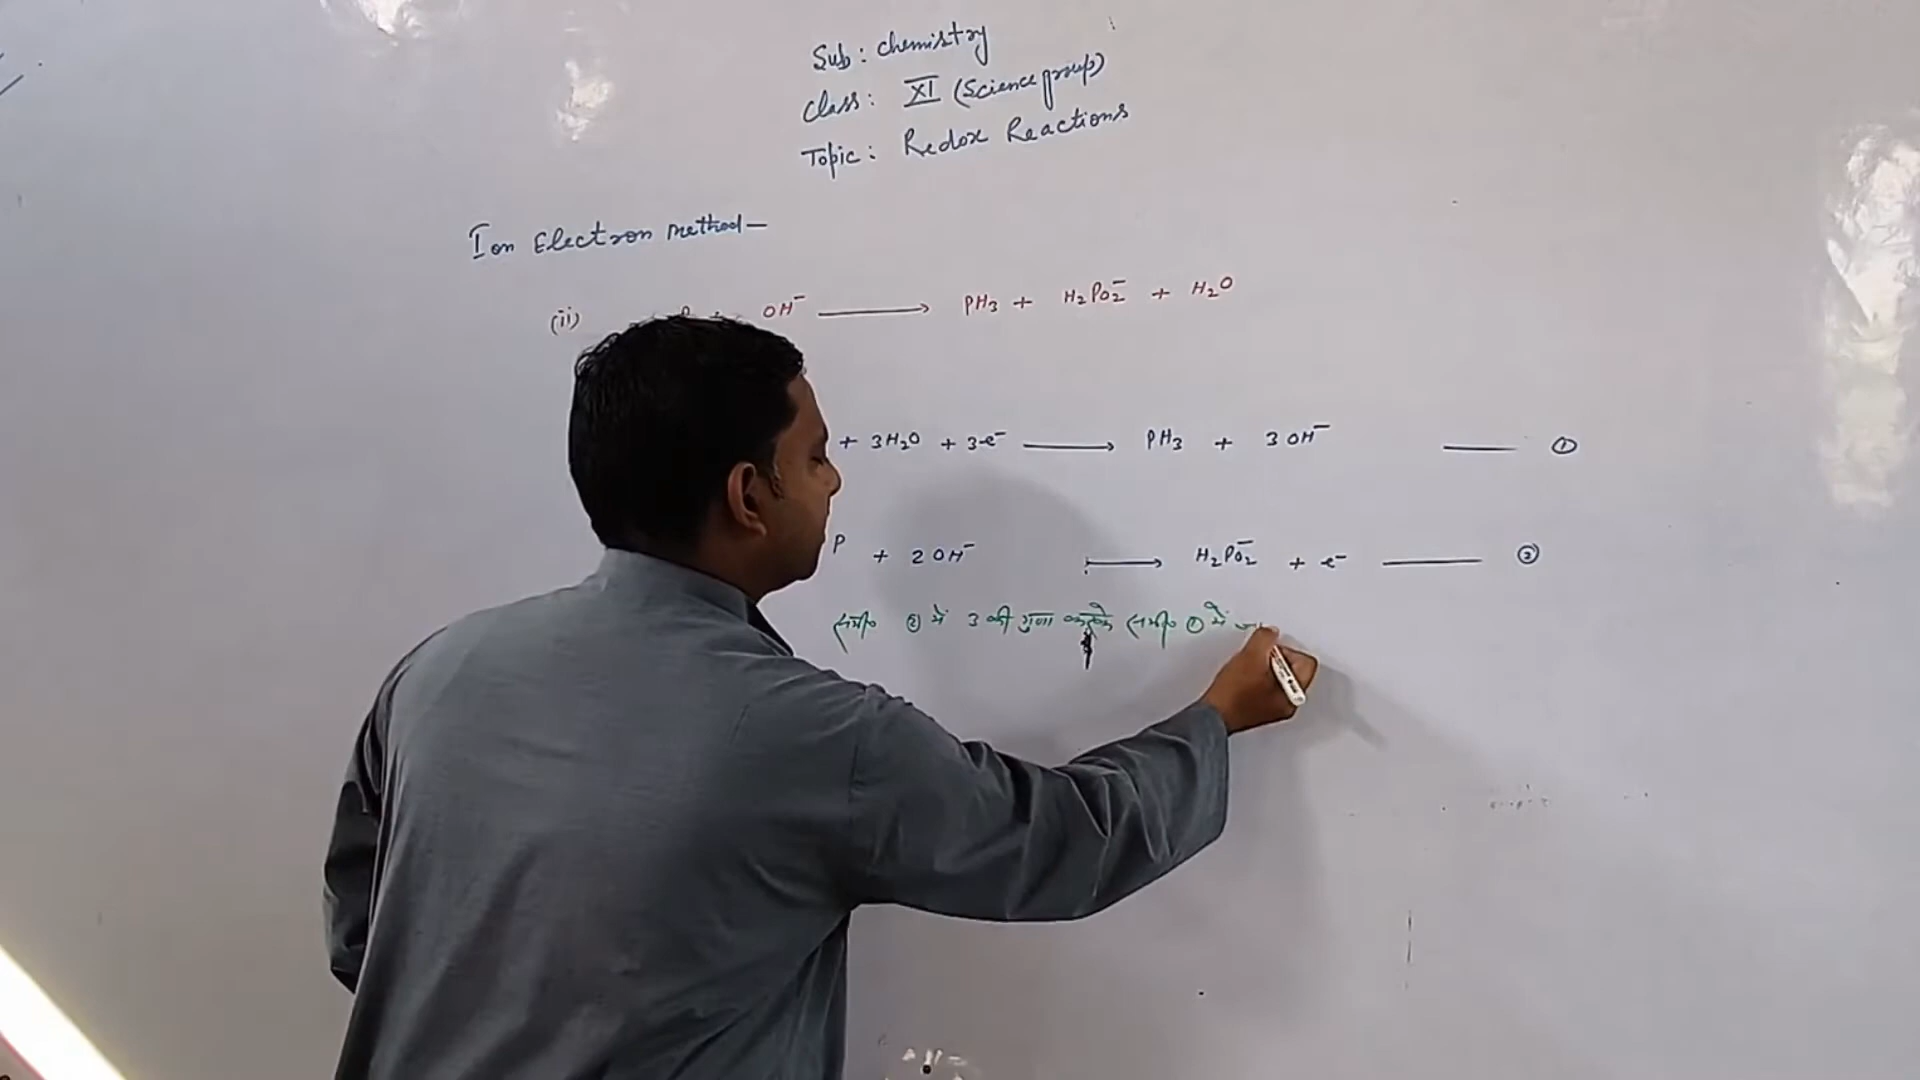 Sub: Chemistry
Class: XI (Science group)
Topic: Redox Reactions
Ion Electron method—
(ii) P + OH⁻ ⟶ PH₃ + H₂PO₂⁻ + H₂O
+ 3H₂O + 3e⁻ ⟶ PH₃ + 3OH⁻ — ①
P + 2OH⁻ ⟶ H₂PO₂⁻ + e⁻ — ②
समी० ② में 3 की गुणा करके समी० ① में